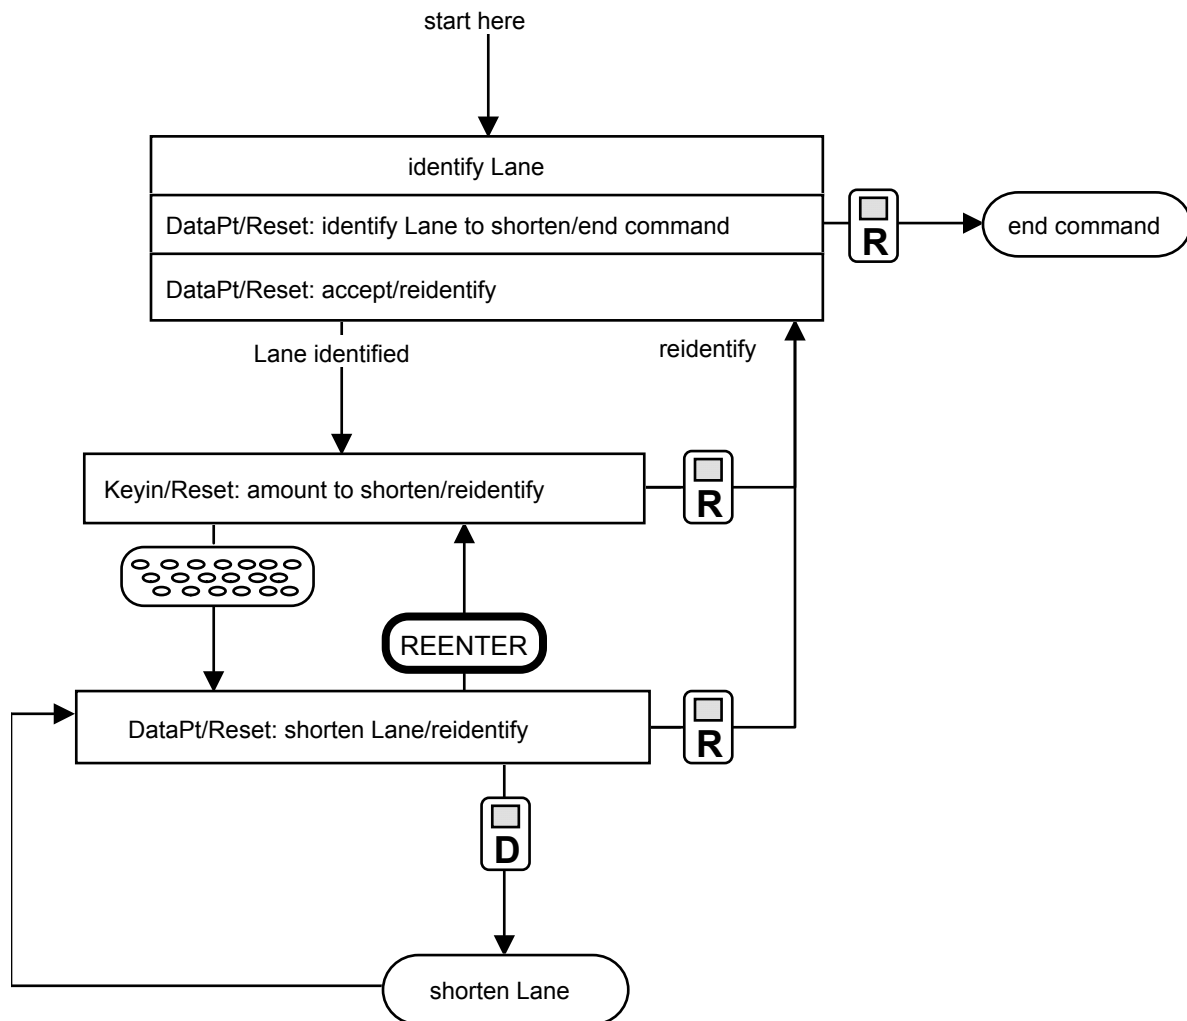 start here
identify Lane
DataPt/Reset: identify Lane to shorten/end command
R
end command
DataPt/Reset: accept/reidentify
Lane identified
reidentify
Keyin/Reset: amount to shorten/reidentify
R
REENTER
DataPt/Reset: shorten Lane/reidentify
R
D
shorten Lane